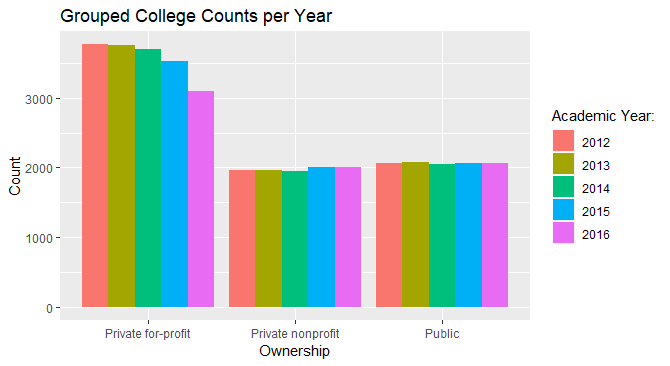 Grouped College Counts per Year
3000
2000
1000
0
Count
Private for-profit
Private nonprofit
Public
Ownership
Academic Year:
2012
2013
2014
2015
2016